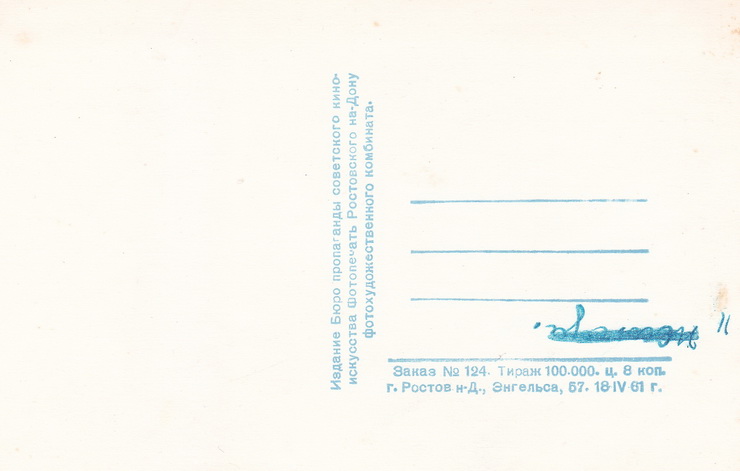 Издание Бюро пропаганды советского кино-
искусства Фотопечать Ростовского на-Дону
фотохудожественного комбината.
Заказ № 124. Тираж 100.000. ц. 8 коп.
г. Ростов н-Д., Энгельса, 57. 18-IV 61 г.